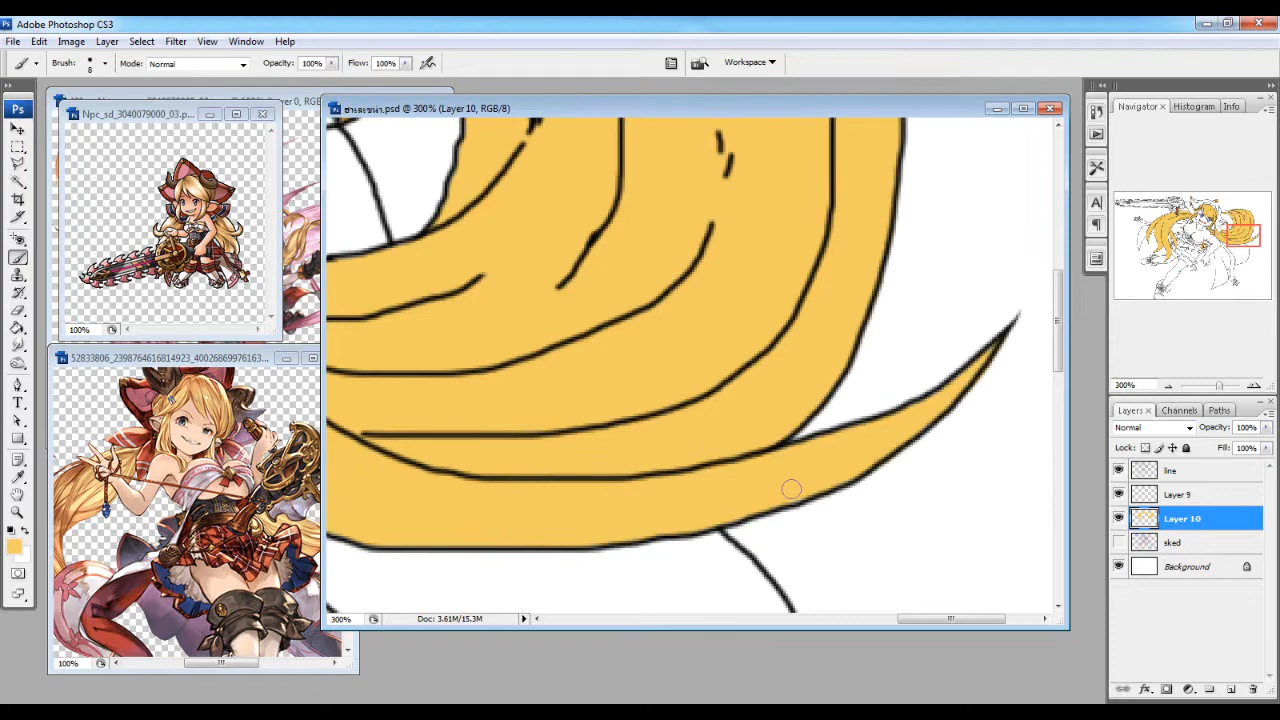 Ps Adobe Photoshop CS3
File Edit Image Layer Select Filter View Window Help
Brush: 8 Mode: Normal Opacity: 100% Flow: 100% Workspace
Npc_sd_3040079000_03.p...
100%
52833806_2398764616814923_40026869976163...
100%
.psd @ 300% (Layer 10, RGB/8)
300% Doc: 3.61M/15.3M
Navigator Histogram Info
300%
Layers Channels Paths
Normal Opacity: 100%
Lock: Fill: 100%
line
Layer 9
Layer 10
sked
Background